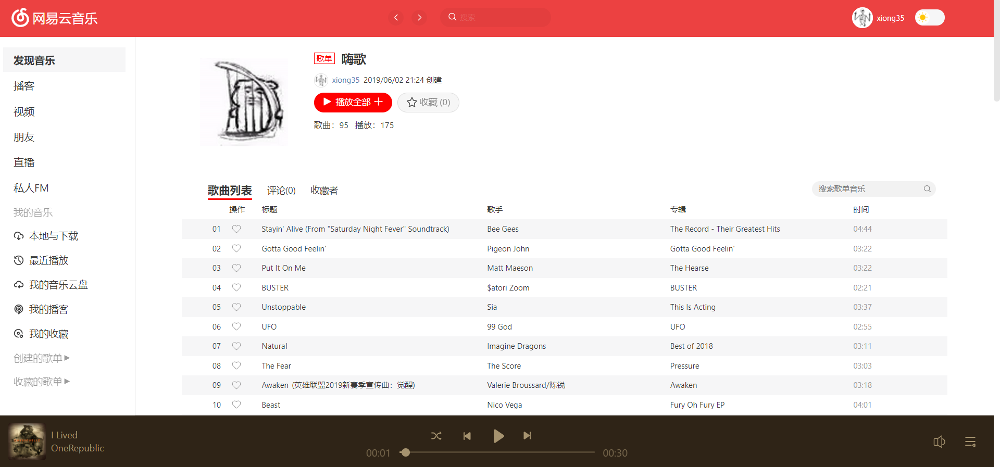 网易云音乐
搜索
xiong35
发现音乐
播客
视频
朋友
直播
私人FM
我的音乐
本地与下载
最近播放
我的音乐云盘
我的播客
我的收藏
创建的歌单
收藏的歌单
歌单 嗨歌
xiong35 2019/06/02 21:24 创建
播放全部 收藏 (0)
歌曲：95 播放：175
歌曲列表 评论(0) 收藏者 搜索歌单音乐
操作 标题 歌手 专辑 时间
01 Stayin' Alive (From "Saturday Night Fever" Soundtrack) Bee Gees The Record - Their Greatest Hits 04:44
02 Gotta Good Feelin' Pigeon John Gotta Good Feelin' 03:22
03 Put It On Me Matt Maeson The Hearse 03:22
04 BUSTER $atori Zoom BUSTER 02:21
05 Unstoppable Sia This Is Acting 03:37
06 UFO 99 God UFO 02:55
07 Natural Imagine Dragons Best of 2018 03:11
08 The Fear The Score Pressure 03:03
09 Awaken (英雄联盟2019新赛季宣传曲：觉醒) Valerie Broussard/陈锐 Awaken 03:18
10 Beast Nico Vega Fury Oh Fury EP 04:01
I Lived
OneRepublic
00:01 00:30